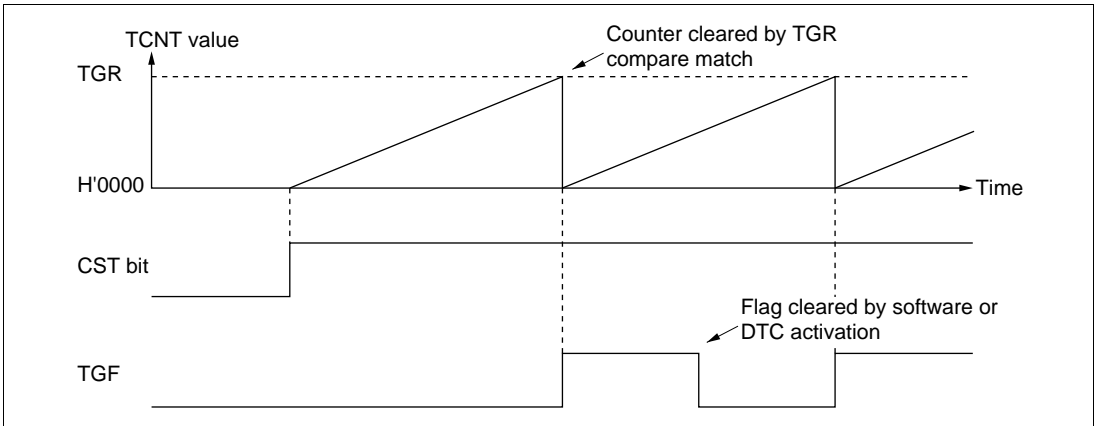 TCNT value
Counter cleared by TGR
compare match
TGR
H'0000
Time
CST bit
Flag cleared by software or
DTC activation
TGF